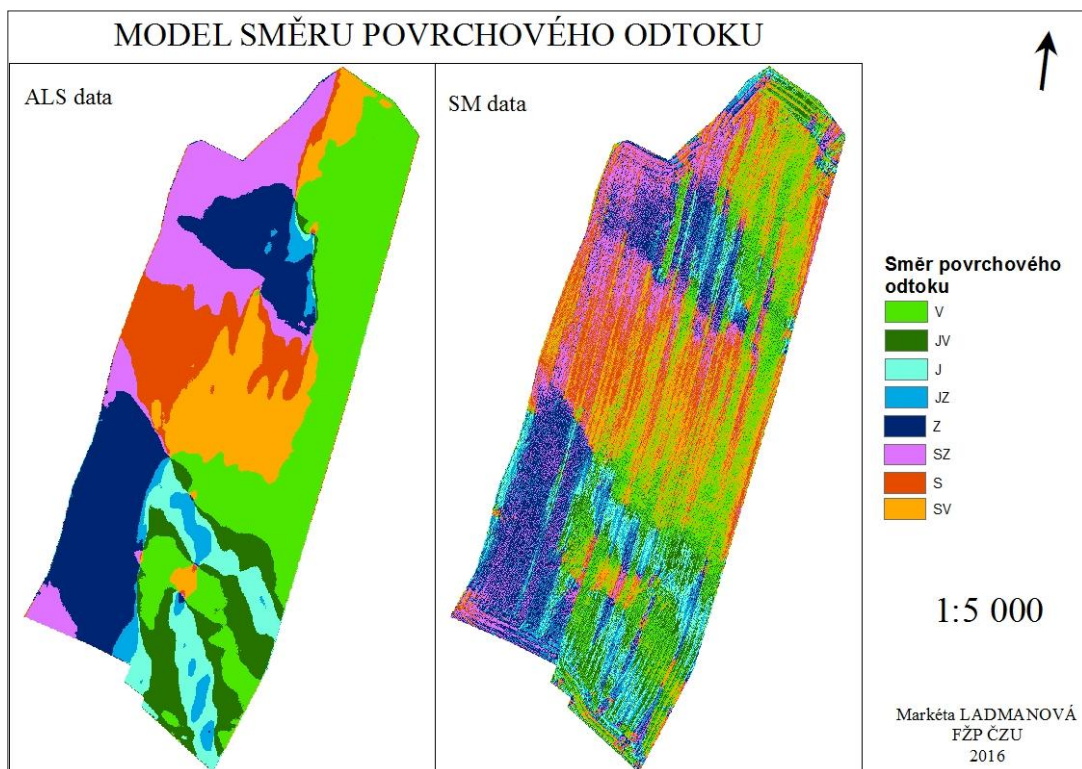 MODEL SMĚRU POVRCHOVÉHO ODTOKU
ALS data
SM data
Směr povrchového
odtoku
V
JV
J
JZ
Z
SZ
S
SV
1:5 000
Markéta LADMANOVÁ
FŽP ČZU
2016